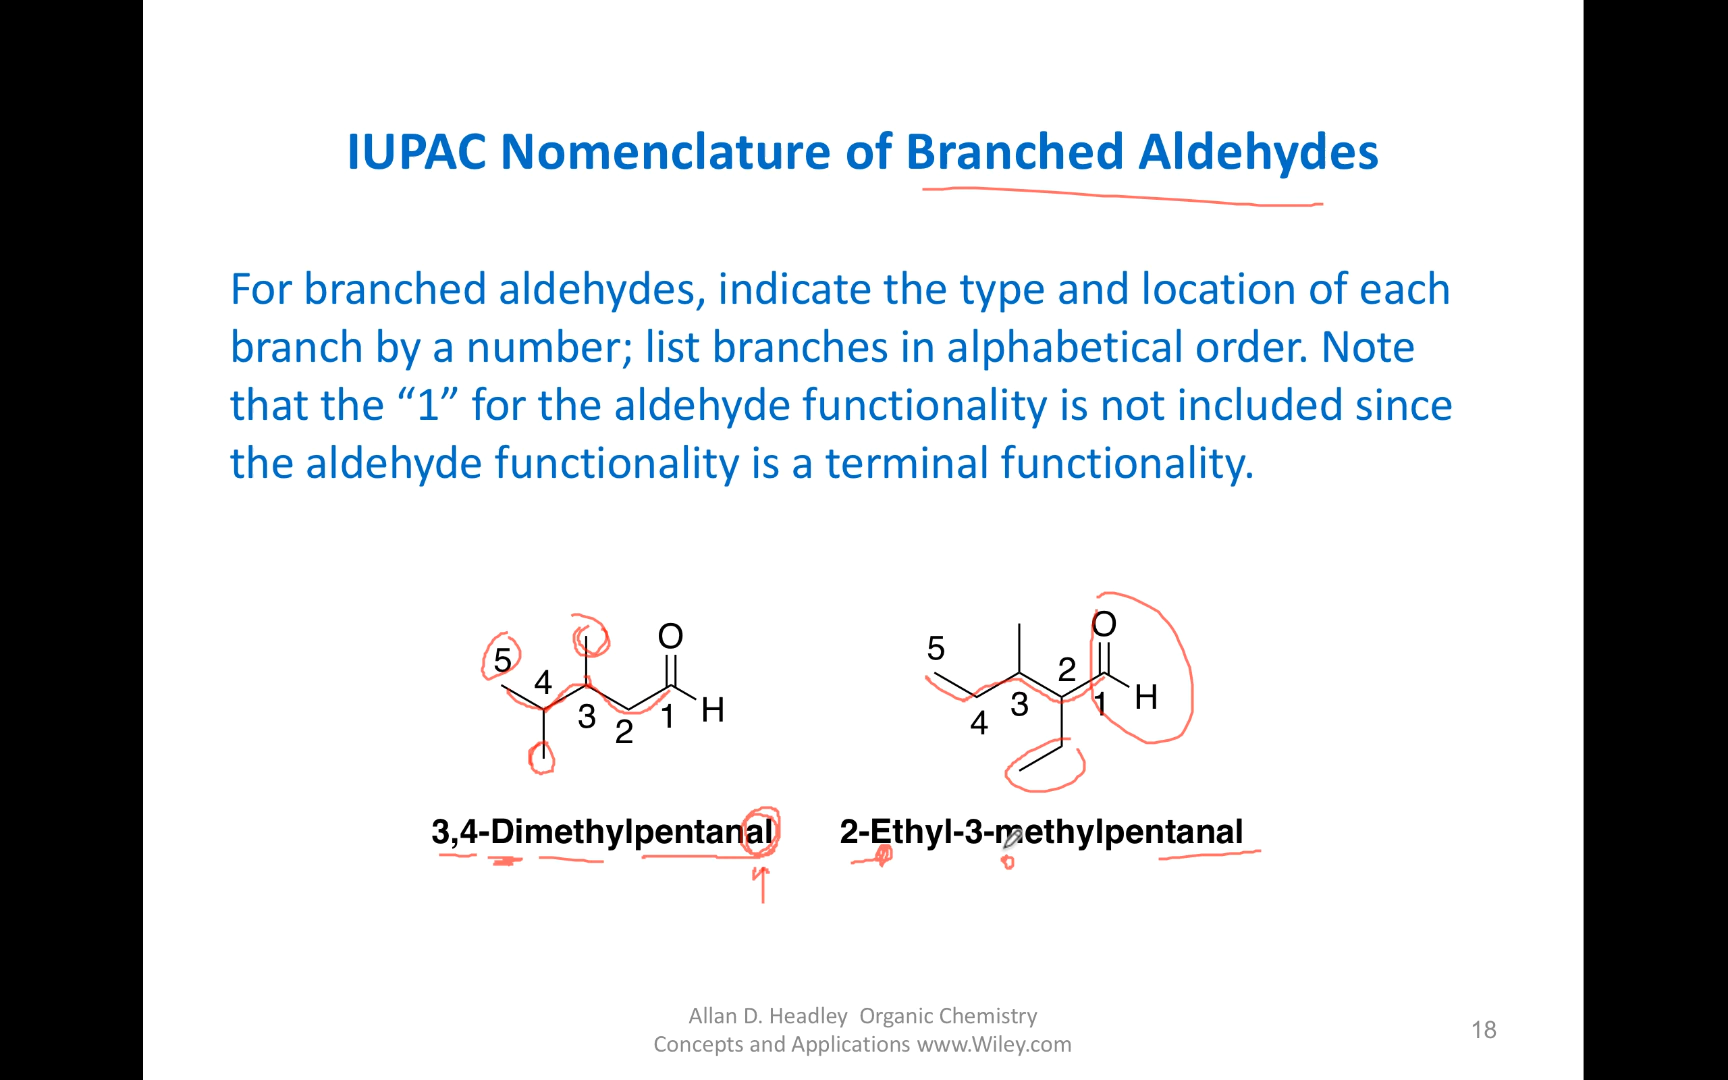 IUPAC Nomenclature of Branched Aldehydes
For branched aldehydes, indicate the type and location of each
branch by a number; list branches in alphabetical order. Note
that the “1” for the aldehyde functionality is not included since
the aldehyde functionality is a terminal functionality.
O
5
4
3
2
1
H
3,4-Dimethylpentanal
O
5
4
3
2
1
H
2-Ethyl-3-methylpentanal
Allan D. Headley Organic Chemistry
Concepts and Applications www.Wiley.com
18